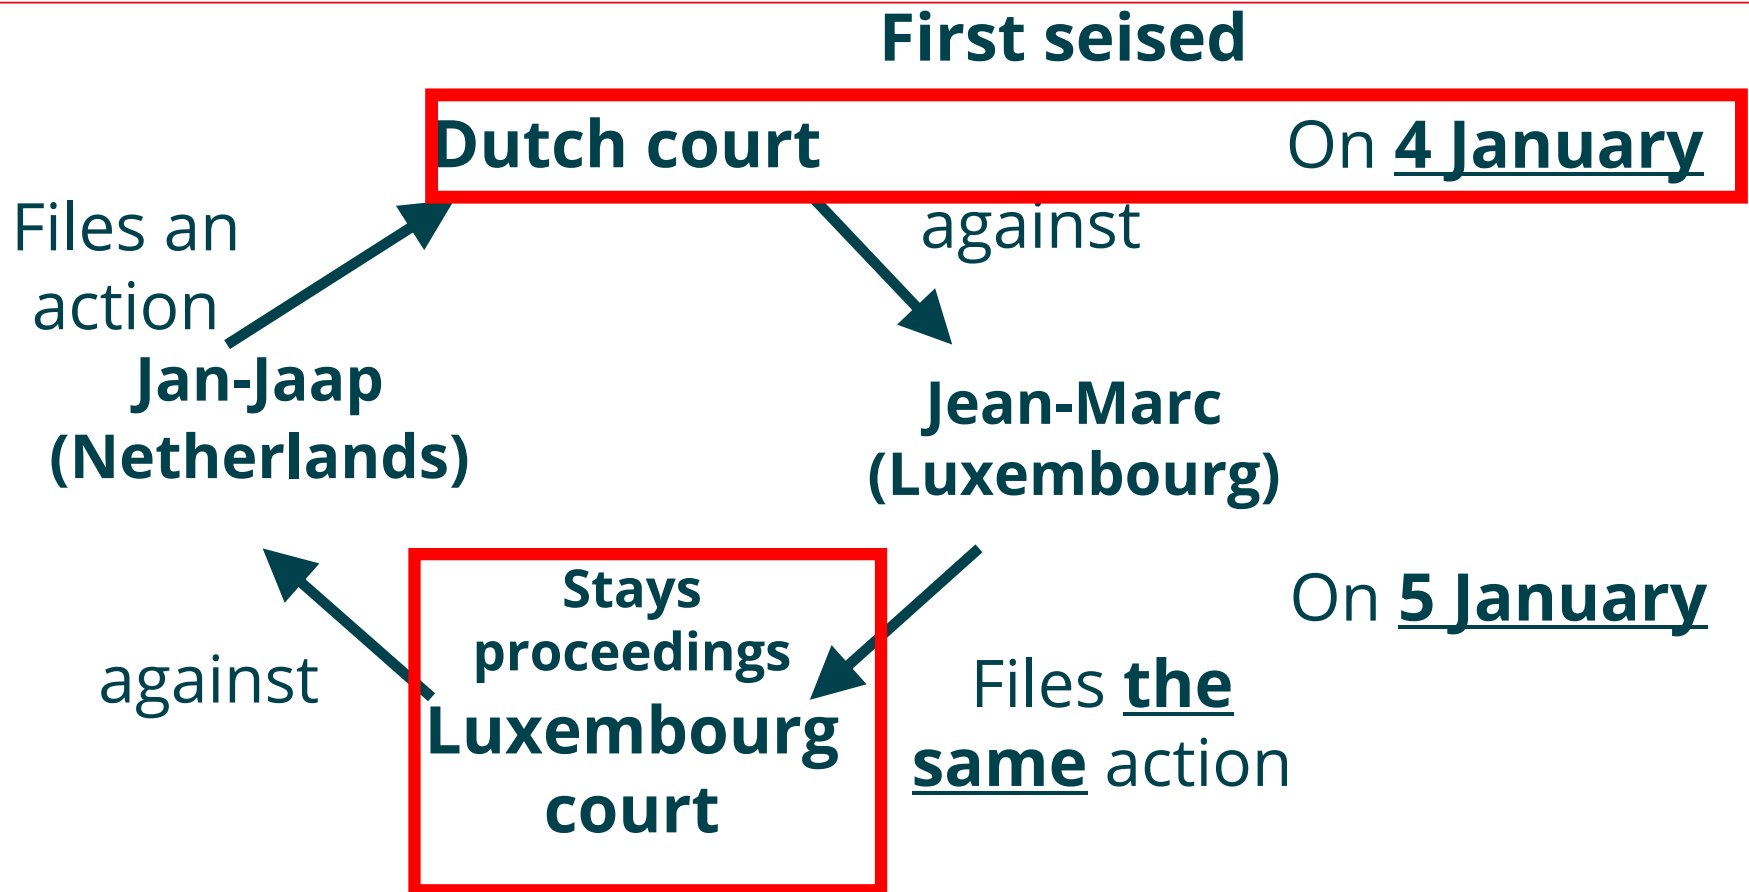 First seised
Dutch court
On 4 January
Files an
action
against
Jan-Jaap
(Netherlands)
Jean-Marc
(Luxembourg)
Stays
proceedings
Luxembourg
court
against
On 5 January
Files the
same action